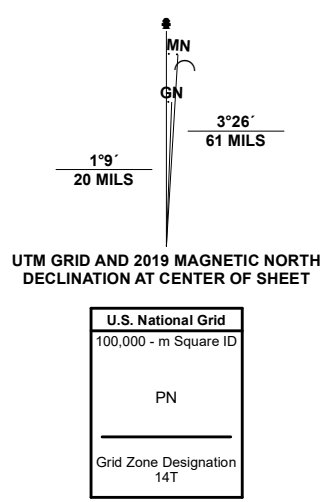 MN
GN
3°26´
61 MILS
1°9´
20 MILS
UTM GRID AND 2019 MAGNETIC NORTH
DECLINATION AT CENTER OF SHEET
U.S. National Grid
100,000 - m Square ID
PN
Grid Zone Designation
14T